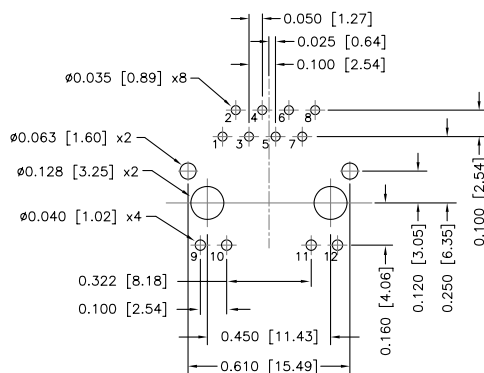 0.050 [1.27]
0.025 [0.64]
0.100 [2.54]
ø0.035 [0.89] x8
2 4 6 8
1 3 5 7
ø0.063 [1.60] x2
ø0.128 [3.25] x2
ø0.040 [1.02] x4
9 10 11 12
0.322 [8.18]
0.100 [2.54]
0.450 [11.43]
0.610 [15.49]
0.160 [4.06]
0.120 [3.05]
0.250 [6.35]
0.100 [2.54]